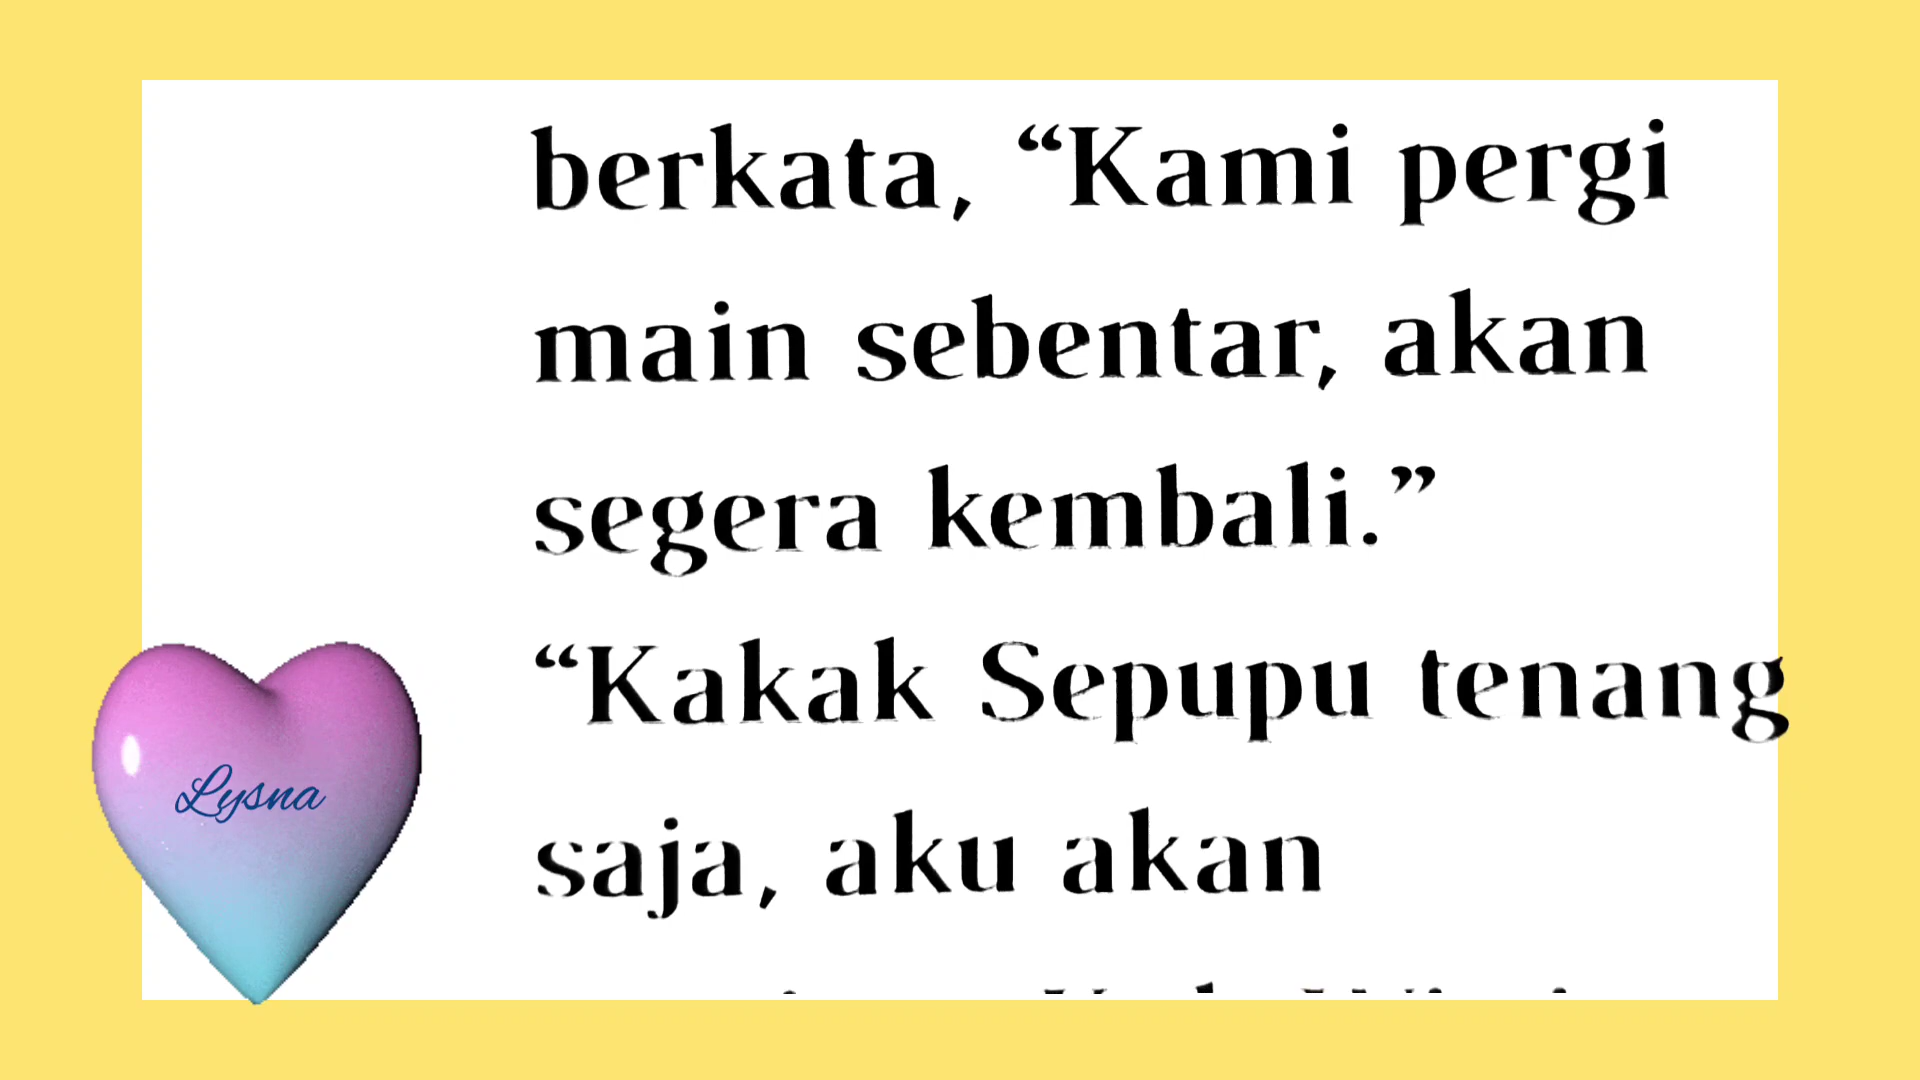 berkata, “Kami pergi
main sebentar, akan
segera kembali.”
“Kakak Sepupu tenang
saja, aku akan
Lysna